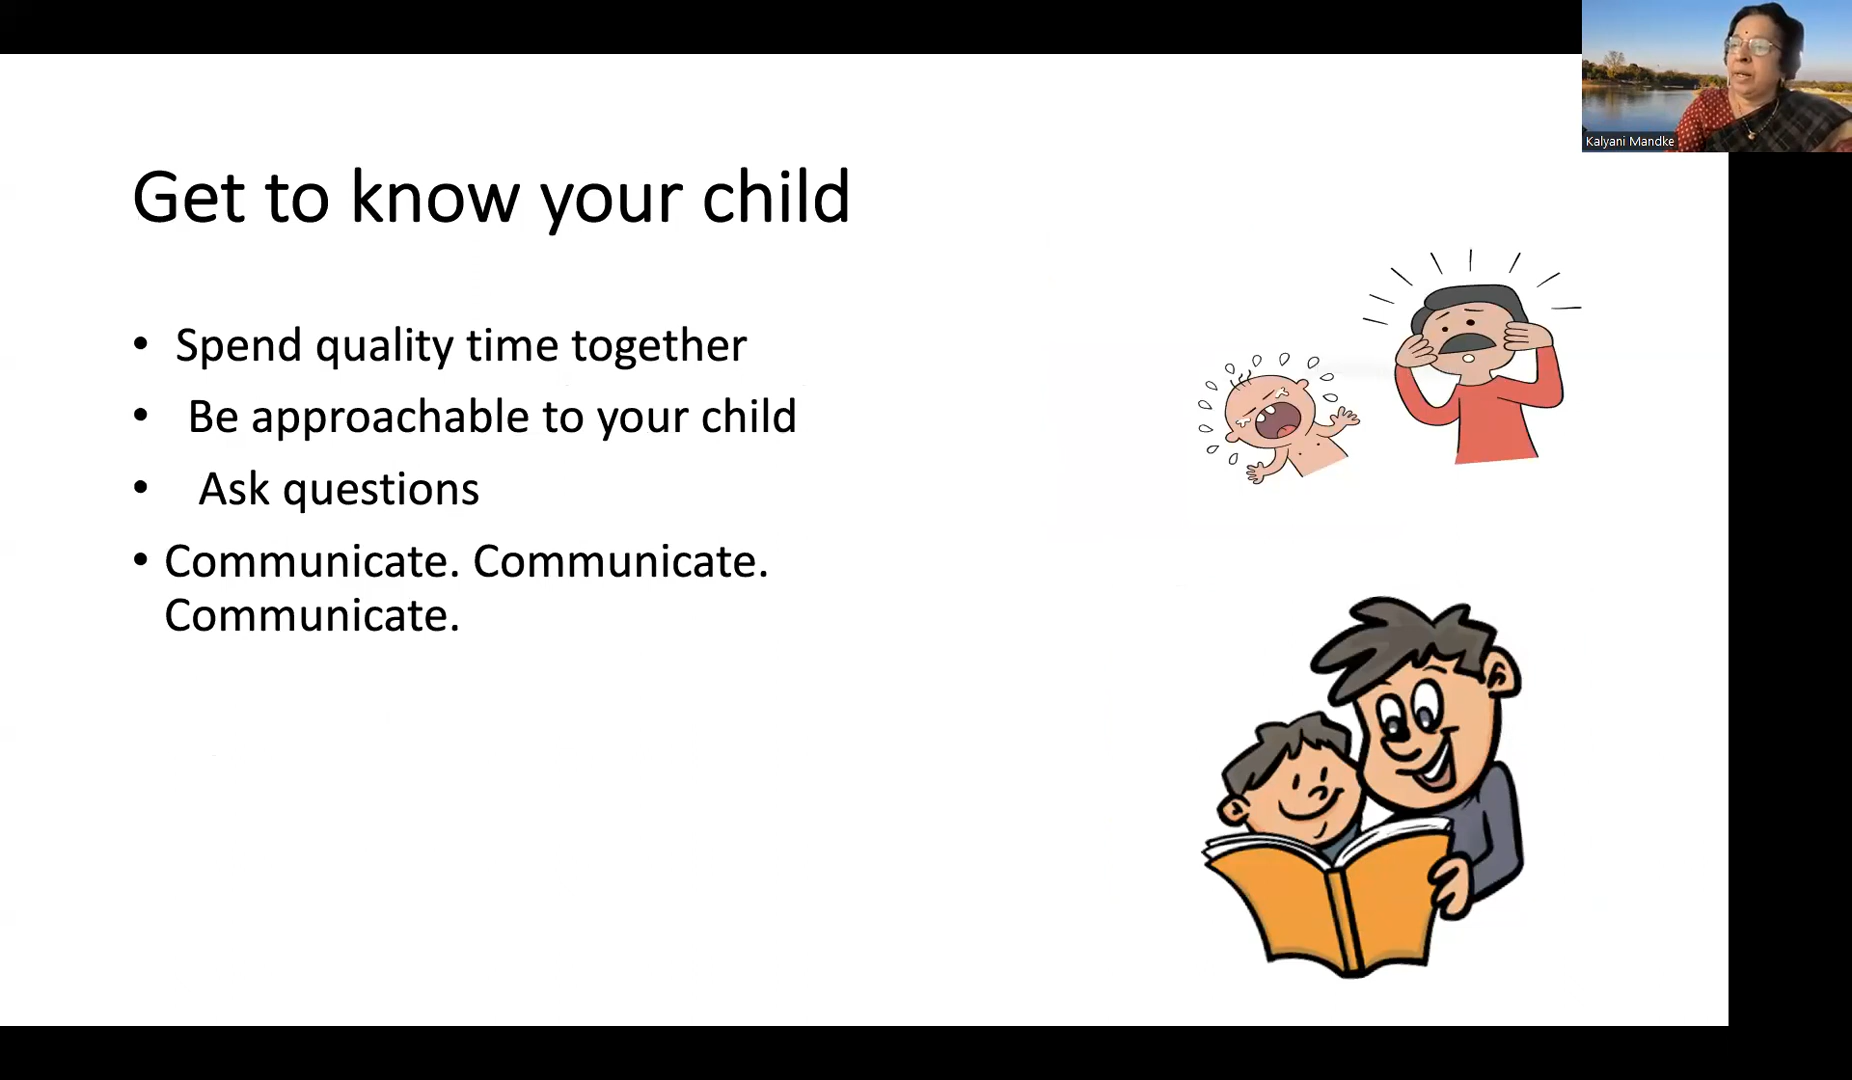 Kalyani Mandke
Get to know your child
• Spend quality time together
• Be approachable to your child
• Ask questions
• Communicate. Communicate.
Communicate.